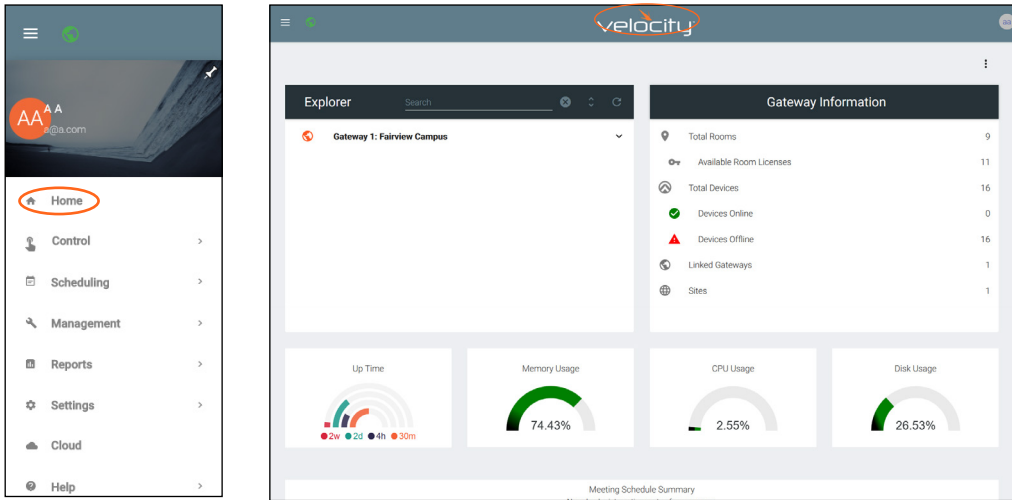 AA
A A
a@a.com
Home
Control
Scheduling
Management
Reports
Settings
Cloud
Help
velocity
aa
Explorer
Search
Gateway 1: Fairview Campus
Gateway Information
Total Rooms 9
Available Room Licenses 11
Total Devices 16
Devices Online 0
Devices Offline 16
Linked Gateways 1
Sites 1
Up Time
2w 2d 4h 30m
Memory Usage
74.43%
CPU Usage
2.55%
Disk Usage
26.53%
Meeting Schedule Summary